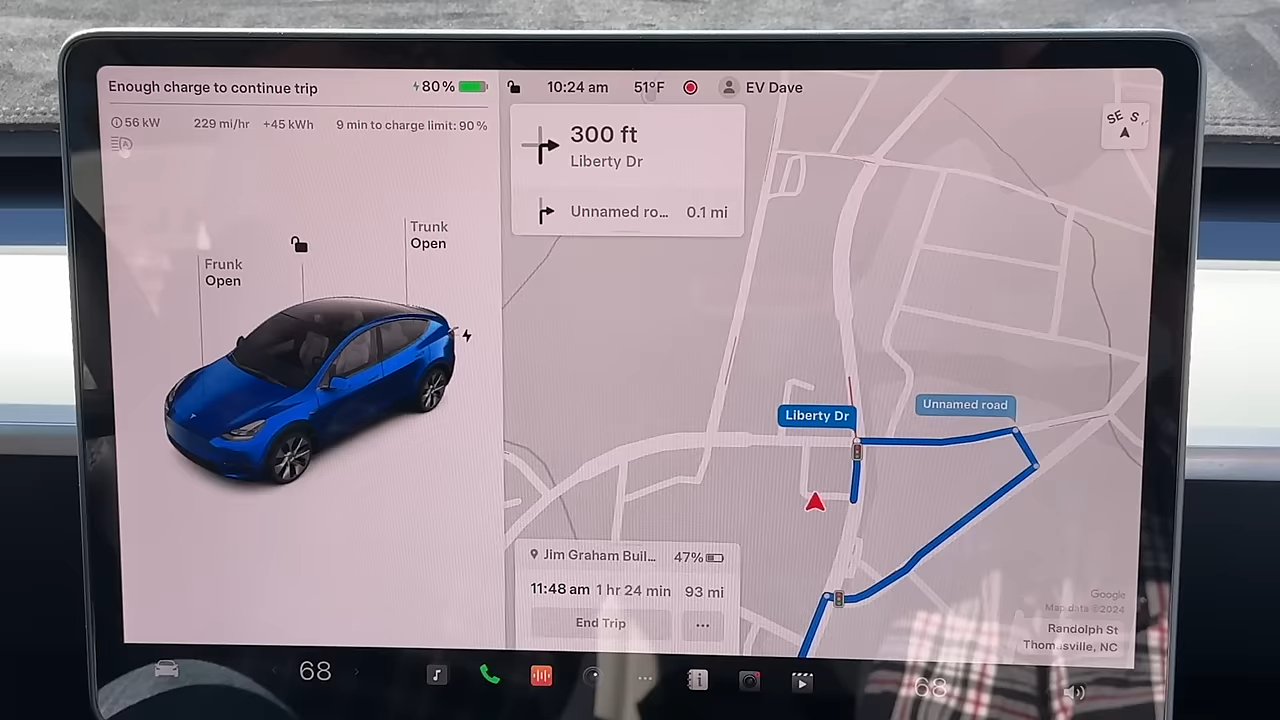 Enough charge to continue trip
80%
56 kW
229 mi/hr
+45 kWh
9 min to charge limit: 90%
A
Frunk
Open
Trunk
Open
10:24 am
51°F
EV Dave
300 ft
Liberty Dr
Unnamed ro...
0.1 mi
SE S
Liberty Dr
Unnamed road
Jim Graham Buil...
47%
11:48 am
1 hr 24 min
93 mi
End Trip
...
Google
Map data ©2024
Randolph St
Thomasville, NC
68
68